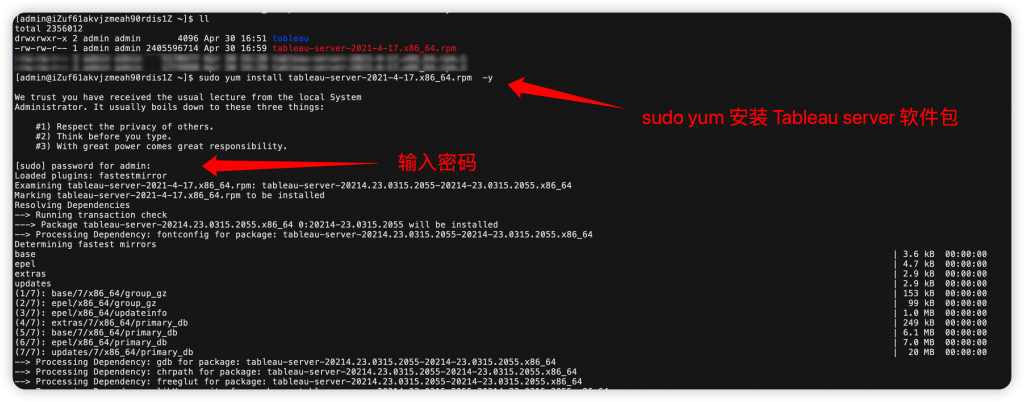 [admin@iZuf61akvjzmeah90rdis1Z ~]$ ll
total 2356012
drwxrwxr-x 2 admin admin 4096 Apr 30 16:51 tableau
-rw-rw-r-- 1 admin admin 2405596714 Apr 30 16:59 tableau-server-2021-4-17.x86_64.rpm
[admin@iZuf61akvjzmeah90rdis1Z ~]$ sudo yum install tableau-server-2021-4-17.x86_64.rpm -y
We trust you have received the usual lecture from the local System
Administrator. It usually boils down to these three things:
sudo yum 安装 Tableau server 软件包
#1) Respect the privacy of others.
#2) Think before you type.
#3) With great power comes great responsibility.
[sudo] password for admin:
输入密码
Loaded plugins: fastestmirror
Examining tableau-server-2021-4-17.x86_64.rpm: tableau-server-20214.23.0315.2055-20214-23.0315.2055.x86_64
Marking tableau-server-2021-4-17.x86_64.rpm to be installed
Resolving Dependencies
--> Running transaction check
---> Package tableau-server-20214.23.0315.2055.x86_64 0:20214-23.0315.2055 will be installed
--> Processing Dependency: fontconfig for package: tableau-server-20214.23.0315.2055-20214-23.0315.2055.x86_64
Determining fastest mirrors
base | 3.6 kB 00:00:00
epel | 4.7 kB 00:00:00
extras | 2.9 kB 00:00:00
updates | 2.9 kB 00:00:00
(1/7): base/7/x86_64/group_gz | 153 kB 00:00:00
(2/7): epel/x86_64/group_gz | 99 kB 00:00:00
(3/7): epel/x86_64/updateinfo | 1.0 MB 00:00:00
(4/7): extras/7/x86_64/primary_db | 249 kB 00:00:00
(5/7): base/7/x86_64/primary_db | 6.1 MB 00:00:00
(6/7): epel/x86_64/primary_db | 7.0 MB 00:00:00
(7/7): updates/7/x86_64/primary_db | 20 MB 00:00:00
--> Processing Dependency: gdb for package: tableau-server-20214.23.0315.2055-20214-23.0315.2055.x86_64
--> Processing Dependency: chrpath for package: tableau-server-20214.23.0315.2055-20214-23.0315.2055.x86_64
--> Processing Dependency: freeglut for package: tableau-server-20214.23.0315.2055-20214-23.0315.2055.x86_64